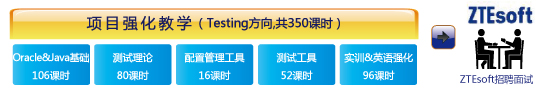 项目强化教学（Testing方向,共350课时）
Oracle&Java基础
106课时
测试理论
80课时
配置管理工具
16课时
测试工具
52课时
实训&英语强化
96课时
ZTEsoft
ZTEsoft招聘面试